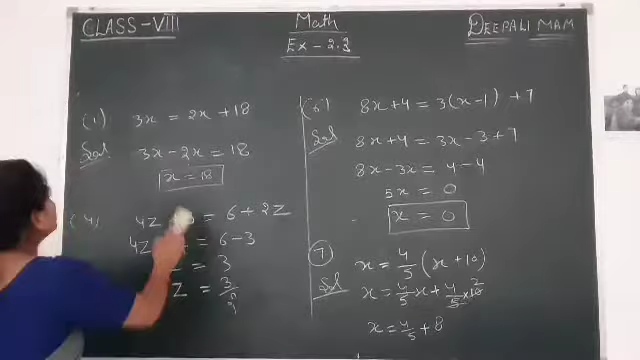 CLASS-VIII
Math
Ex-2.3
DEEPALI MAM
(1) 3x = 2x + 18
Sol 3x - 2x = 18
x = 18
(4) 4z = 6 + 2z
4z = 6 - 3
= 3
z = 3/2
(6) 8x + 4 = 3(x - 1) + 7
Sol 8x + 4 = 3x - 3 + 7
8x - 3x = 4 - 4
5x = 0
x = 0
(7) x = 4/5 (x + 10)
Sol x = 4/5 x + 4/5 × 10 2
x = 4/5 + 8